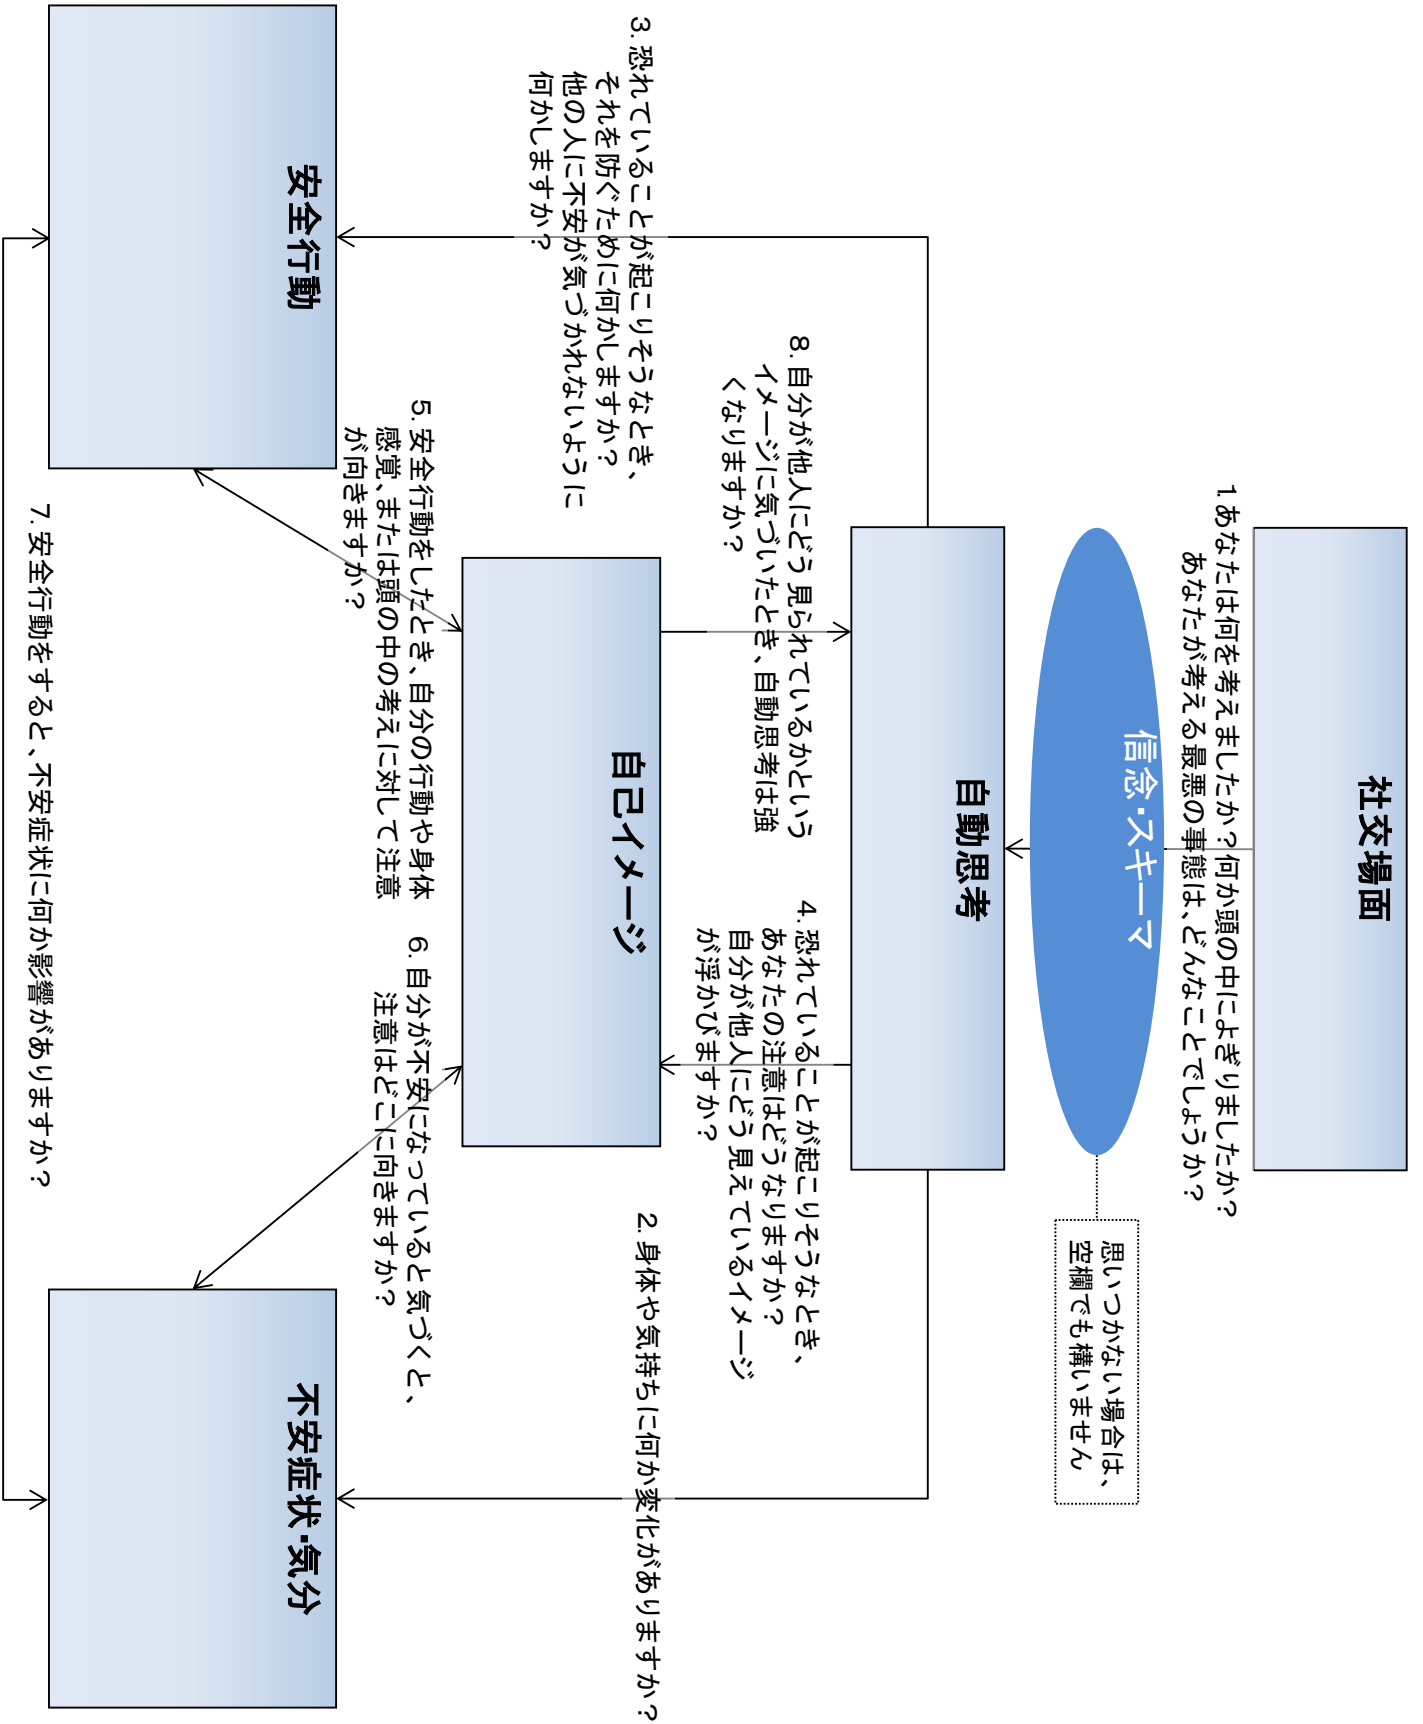 社交場面
1. あなたは何を考えましたか？何か頭の中によぎりましたか？
あなたが考える最悪の事態は、どんなことでしょうか？
信念・スキーマ
思いつかない場合は、
空欄でも構いません
自動思考
8. 自分が他人にどう見られているかという
イメージに気づいたとき、自動思考は強
くなりますか？
4. 恐れていることが起こりそうなとき、
あなたの注意はどうなりますか？
自分が他人にどう見えているイメージ
が浮かびますか？
3. 恐れていることが起こりそうなとき、
それを防ぐために何かしますか？
他の人に不安が気づかれないように
何かしますか？
自己イメージ
2. 身体や気持ちに何か変化がありますか？
5. 安全行動をしたとき、自分の行動や身体
感覚、または頭の中の考えに対して注意
が向きますか？
6. 自分が不安になっていると気づくと、
注意はどこに向きますか？
安全行動
不安症状・気分
7. 安全行動をすると、不安症状に何か影響がありますか？